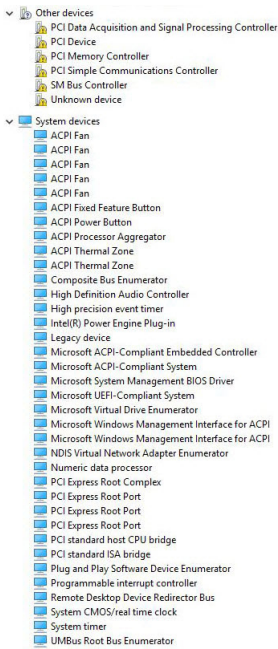 Other devices
PCI Data Acquisition and Signal Processing Controller
PCI Device
PCI Memory Controller
PCI Simple Communications Controller
SM Bus Controller
Unknown device
System devices
ACPI Fan
ACPI Fan
ACPI Fan
ACPI Fan
ACPI Fan
ACPI Fixed Feature Button
ACPI Power Button
ACPI Processor Aggregator
ACPI Thermal Zone
ACPI Thermal Zone
Composite Bus Enumerator
High Definition Audio Controller
High precision event timer
Intel(R) Power Engine Plug-in
Legacy device
Microsoft ACPI-Compliant Embedded Controller
Microsoft ACPI-Compliant System
Microsoft System Management BIOS Driver
Microsoft UEFI-Compliant System
Microsoft Virtual Drive Enumerator
Microsoft Windows Management Interface for ACPI
Microsoft Windows Management Interface for ACPI
NDIS Virtual Network Adapter Enumerator
Numeric data processor
PCI Express Root Complex
PCI Express Root Port
PCI Express Root Port
PCI Express Root Port
PCI standard host CPU bridge
PCI standard ISA bridge
Plug and Play Software Device Enumerator
Programmable interrupt controller
Remote Desktop Device Redirector Bus
System CMOS/real time clock
System timer
UMBus Root Bus Enumerator